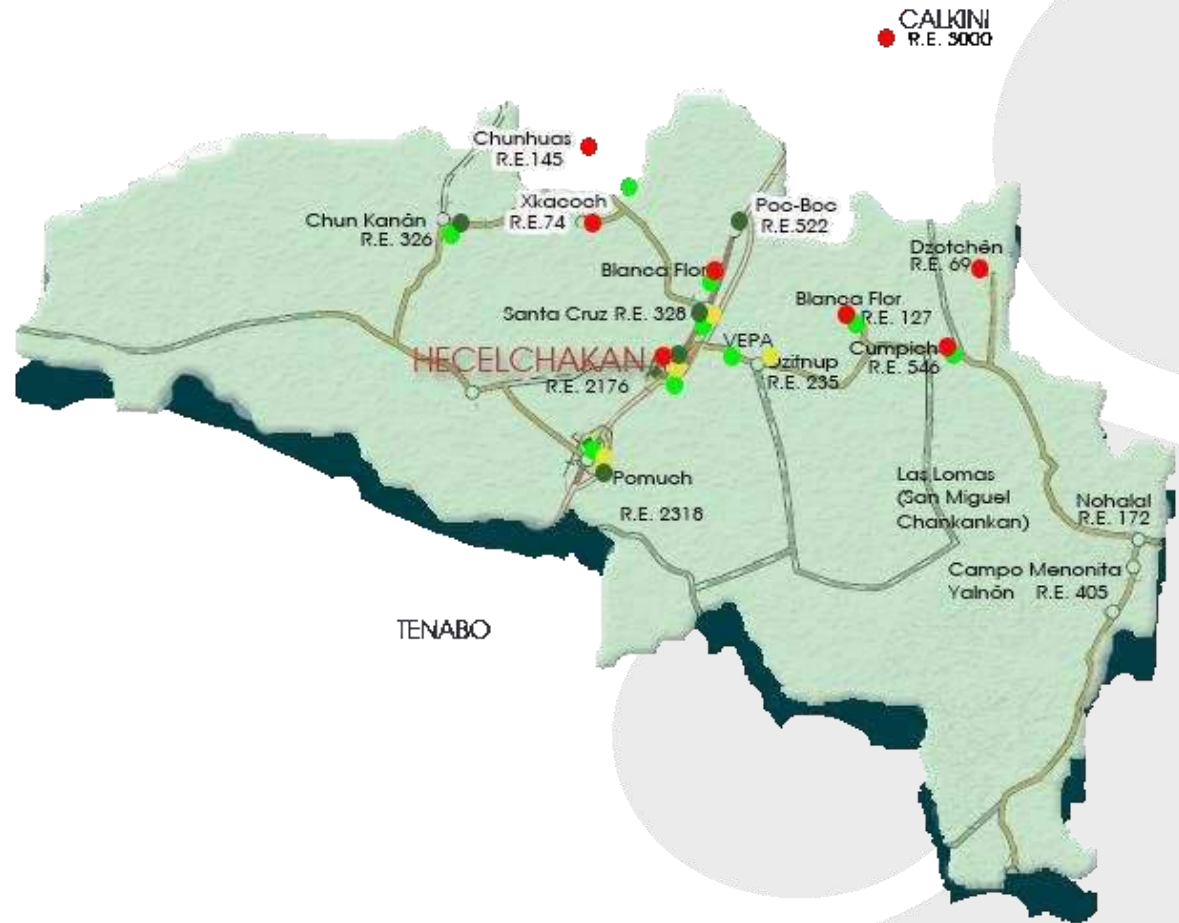 CALKINI
R.E. 3000
Chunhuas
R.E.145
Xkacoch
R.E.74
Chun Kanán
R.E. 326
Poc-Boc
R.E.522
Blanca Flor
Dzotchén
R.E. 69
Santa Cruz R.E. 328
Blanca Flor
R.E. 127
HECELCHAKANA
R.E. 2176
VEPA
Dzitnup
R.E. 235
Cumpich
R.E. 546
Pomuch
R.E. 2318
Las Lomas
(San Miguel
Chankankan)
Nohalal
R.E. 172
Campo Menonita
Yalnón R.E. 405
TENABO